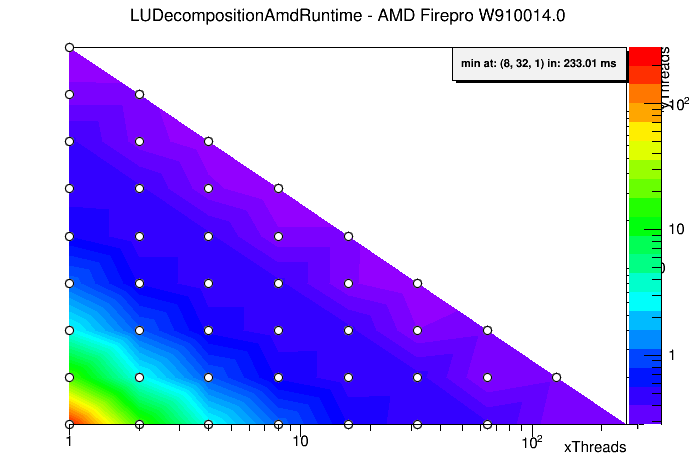 LUDecompositionAmdRuntime - AMD Firepro W910014.0
min at: (8, 32, 1) in: 233.01 ms
yThreads
10²
10
1
1
10
10²
xThreads